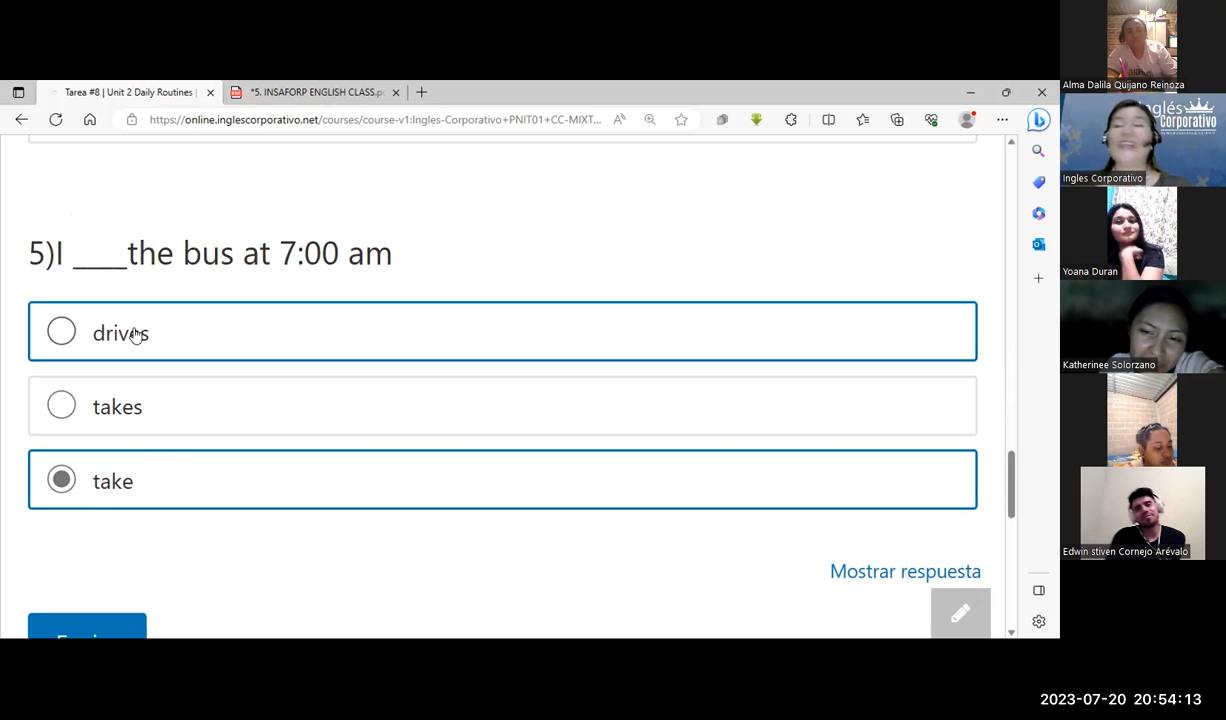 Tarea #8 | Unit 2 Daily Routines |
*5. INSAFORP ENGLISH CLASS.p
https://online.inglescorporativo.net/courses/course-v1:Ingles-Corporativo+PNIT01+CC-MIXT...
5)I ____the bus at 7:00 am
drives
takes
take
Mostrar respuesta
Alma Dalila Quijano Reinoza
Inglés
Corporativo
Ingles Corporativo
Yoana Duran
Katherinee Solorzano
Edwin stiven Cornejo Arévalo
2023-07-20 20:54:13